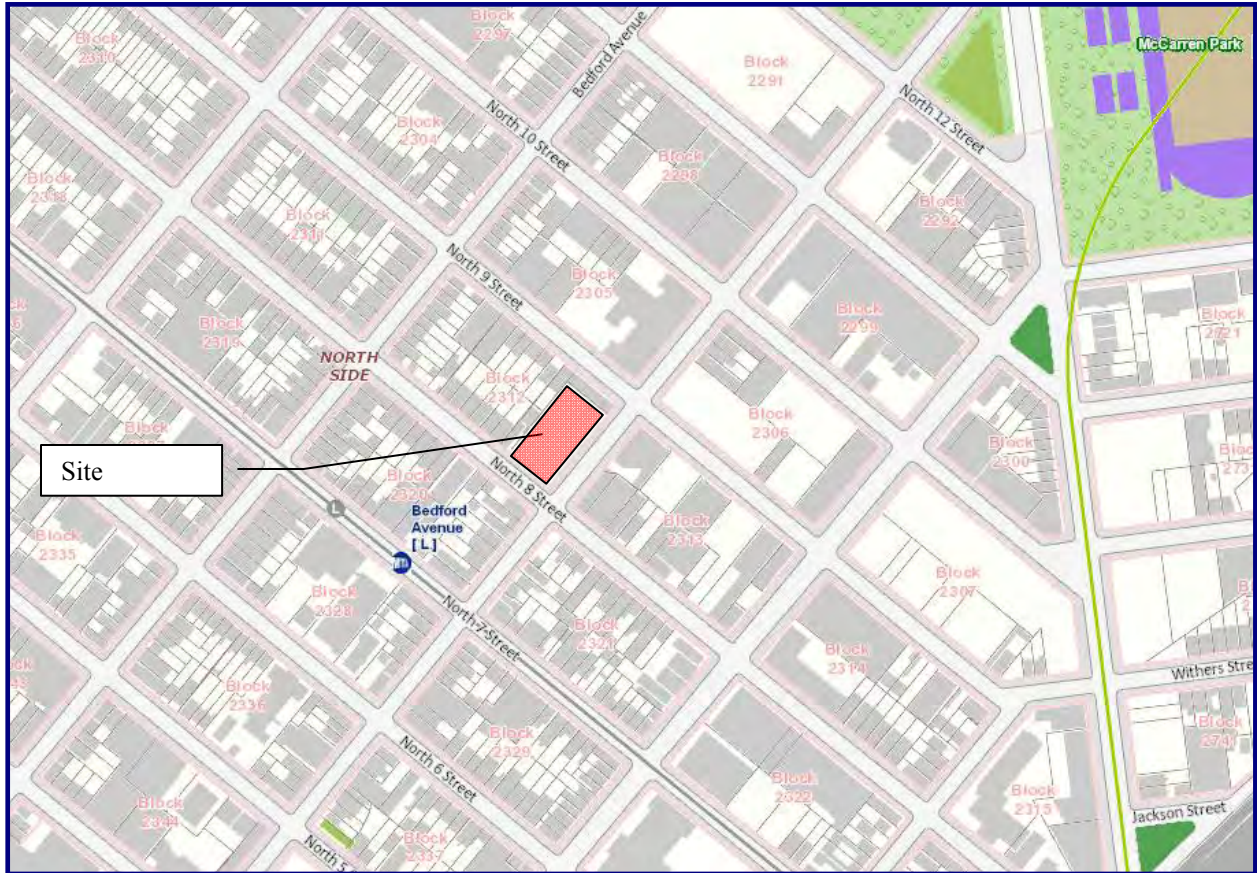 Block
2297
Bedford Avenue
Block
2310
Block
2291
McCarren Park
North 12 Street
Block
2304
North 10 Street
Block
2298
Block
2292
Block
2311
North 9 Street
Block
2305
Block
2299
Block
2721
Block
2319
NORTH
SIDE
Block
2312
Block
2306
Block
2300
Site
Block
2320
North 8 Street
Bedford
Avenue
[ L ]
L
Block
2313
Block
2335
Block
2328
North 7 Street
Block
2321
Block
2307
Block
2314
Withers
Block
2336
Block
2329
North 6 Street
Block
2741
Block
2344
Block
Block
2315
Jackson Street
North 5
Block
2337